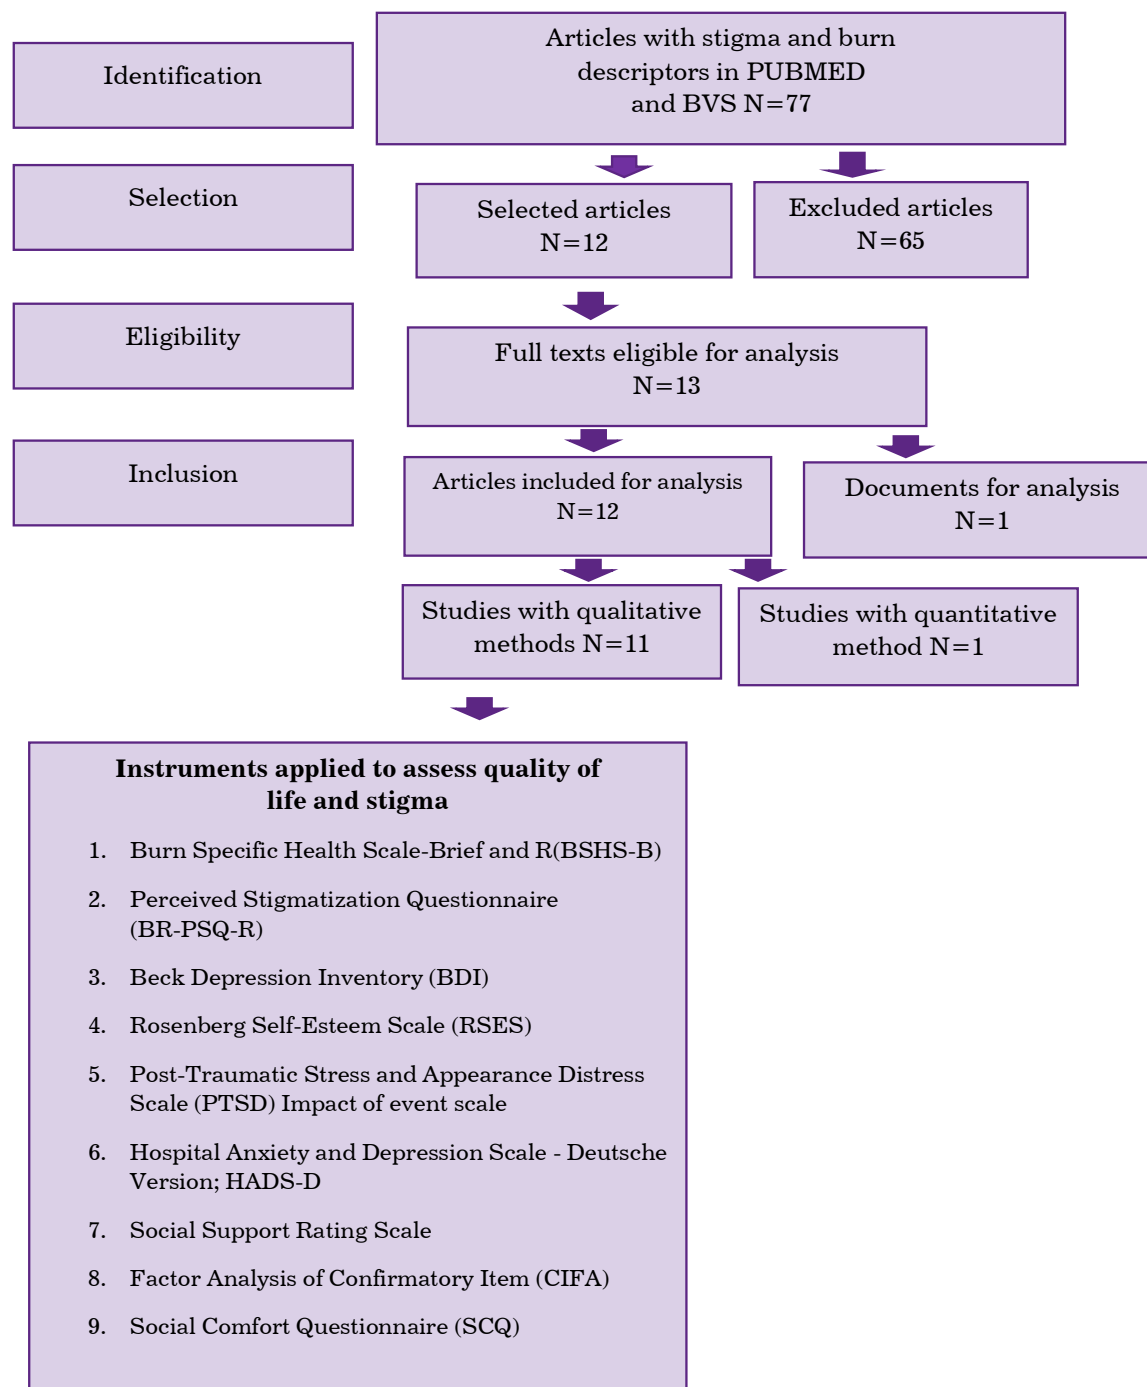 Identification
Articles with stigma and burn
descriptors in PUBMED
and BVS N=77
Selection
Selected articles
N=12
Excluded articles
N=65
Eligibility
Full texts eligible for analysis
N=13
Inclusion
Articles included for analysis
N=12
Documents for analysis
N=1
Studies with qualitative
methods N=11
Studies with quantitative
method N=1
Instruments applied to assess quality of
life and stigma
1. Burn Specific Health Scale-Brief and R(BSHS-B)
2. Perceived Stigmatization Questionnaire
(BR-PSQ-R)
3. Beck Depression Inventory (BDI)
4. Rosenberg Self-Esteem Scale (RSES)
5. Post-Traumatic Stress and Appearance Distress
Scale (PTSD) Impact of event scale
6. Hospital Anxiety and Depression Scale - Deutsche
Version; HADS-D
7. Social Support Rating Scale
8. Factor Analysis of Confirmatory Item (CIFA)
9. Social Comfort Questionnaire (SCQ)